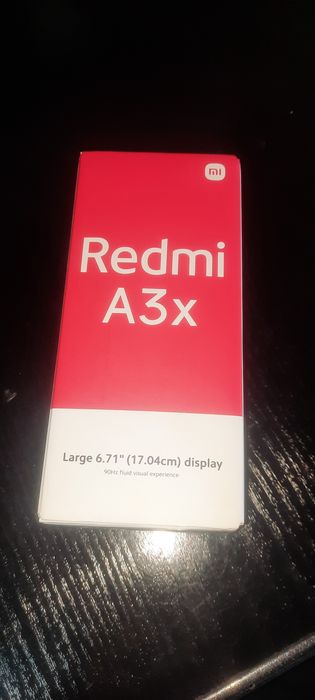 mi
Redmi
A3x
Large 6.71" (17.04cm) display
90Hz fluid visual experience